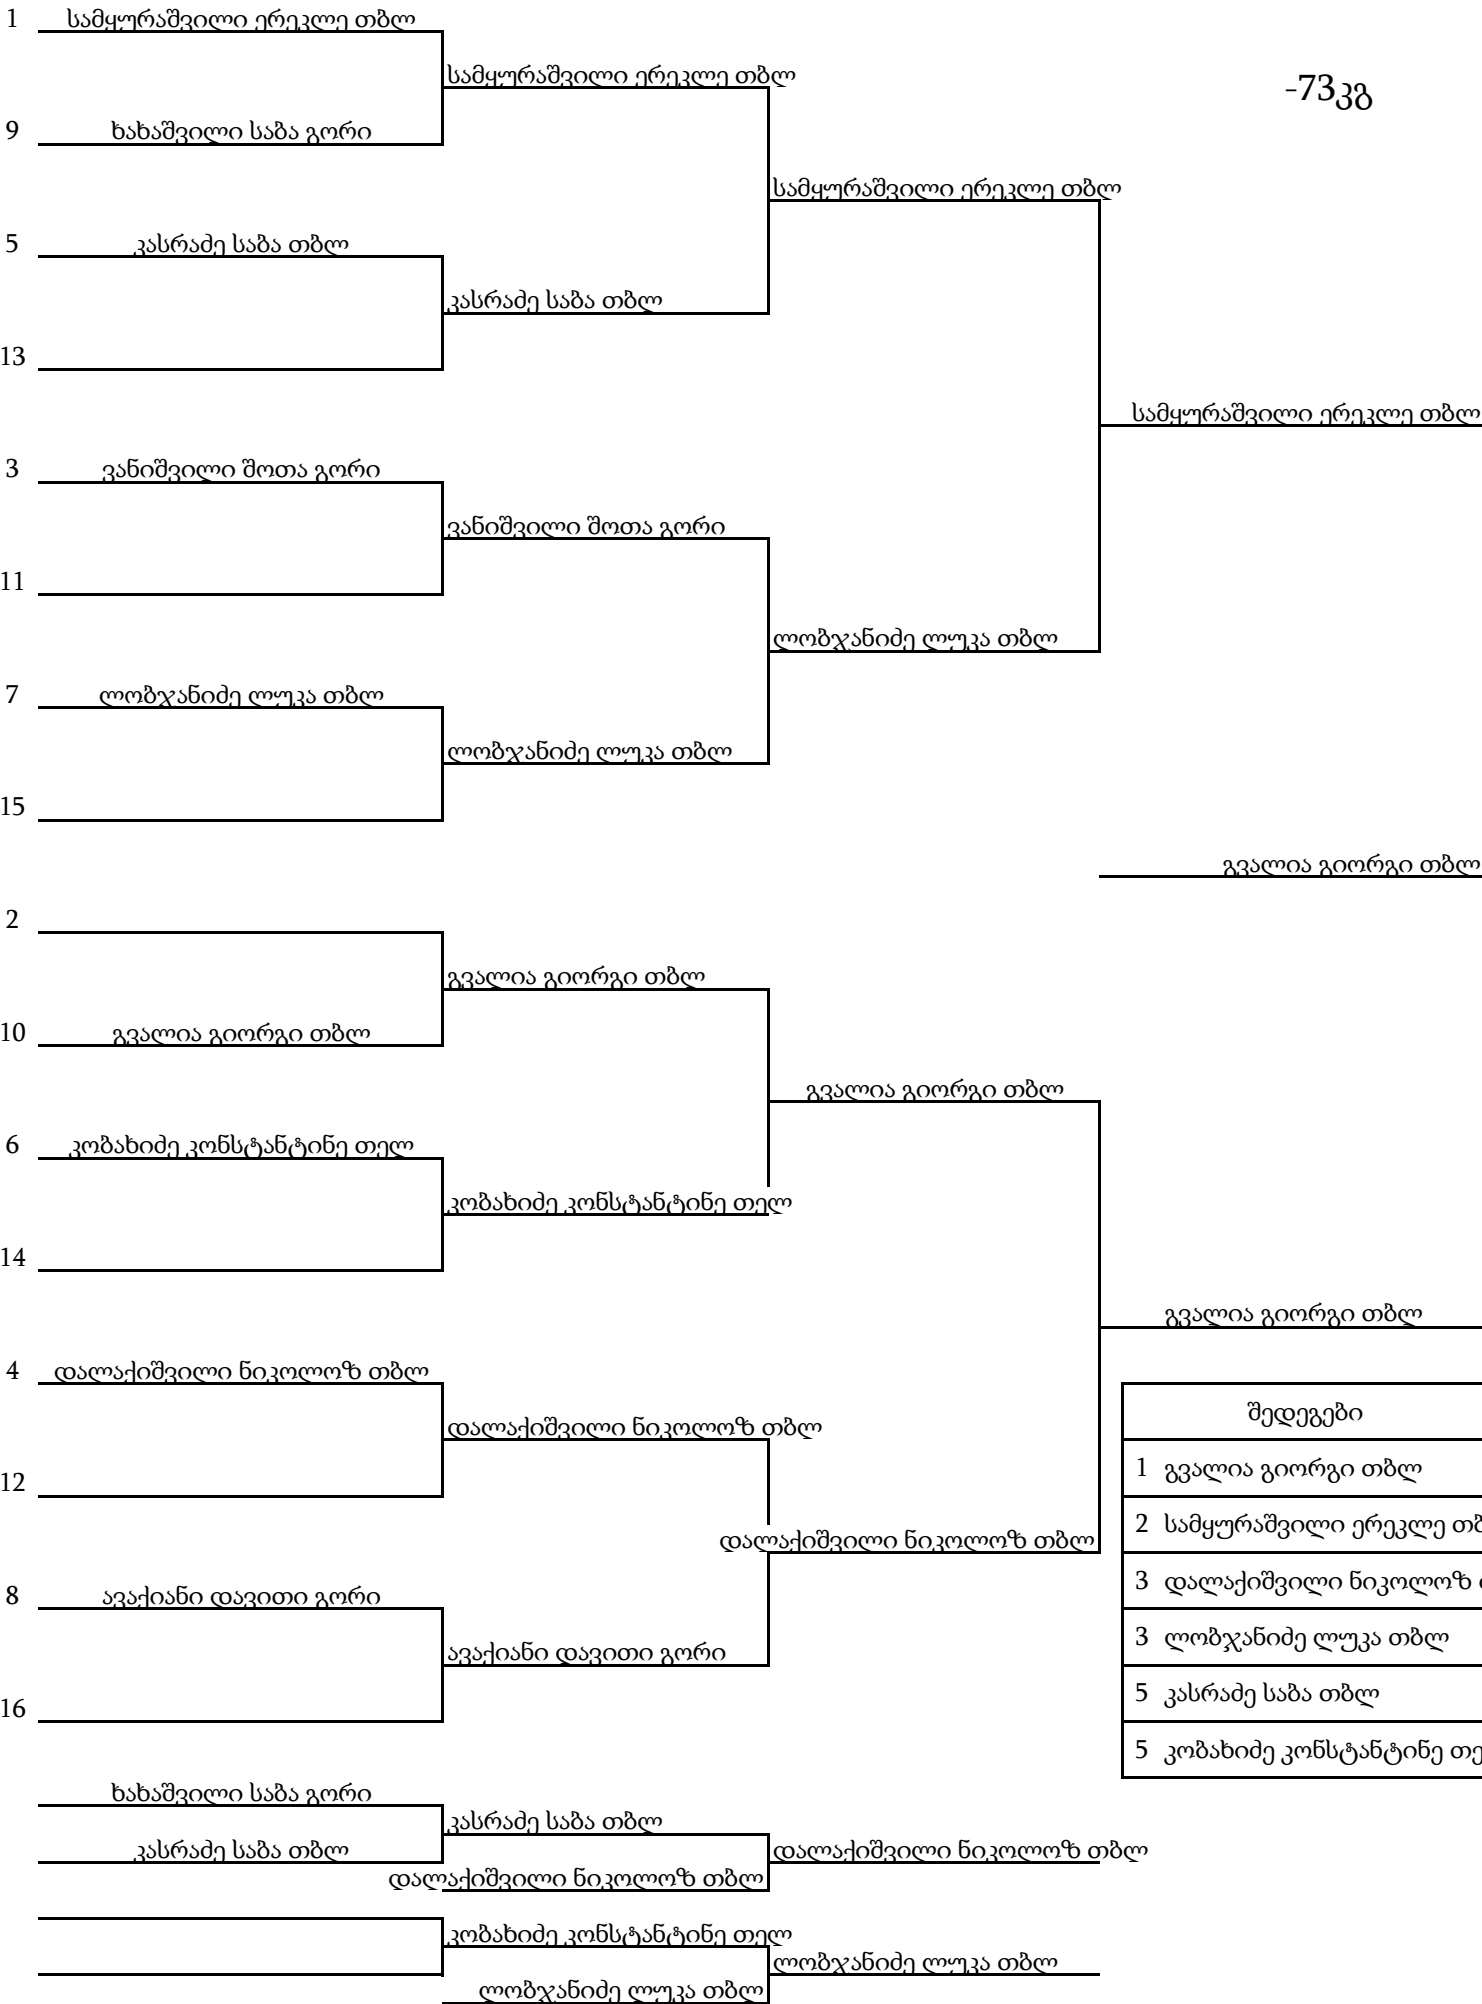 1 სამყურაშვილი ერეკლე თბლ
სამყურაშვილი ერეკლე თბლ
-73კგ
9 ხახაშვილი საბა გორი
სამყურაშვილი ერეკლე თბლ
5 კასრაძე საბა თბლ
კასრაძე საბა თბლ
13
სამყურაშვილი ერეკლე თბლ
3 ვანიშვილი შოთა გორი
ვანიშვილი შოთა გორი
11
ლობჯანიძე ლუკა თბლ
7 ლობჯანიძე ლუკა თბლ
ლობჯანიძე ლუკა თბლ
15
გვალია გიორგი თბლ
2
გვალია გიორგი თბლ
10 გვალია გიორგი თბლ
გვალია გიორგი თბლ
6 კობახიძე კონსტანტინე თელ
კობახიძე კონსტანტინე თელ
14
გვალია გიორგი თბლ
4 დალაქიშვილი ნიკოლოზ თბლ
შედეგები
დალაქიშვილი ნიკოლოზ თბლ
1 გვალია გიორგი თბლ
12
2 სამყურაშვილი ერეკლე
დალაქიშვილი ნიკოლოზ თბლ
3 დალაქიშვილი ნიკოლოზ
8 ავაქიანი დავითი გორი
3 ლობჯანიძე ლუკა თბლ
ავაქიანი დავითი გორი
5 კასრაძე საბა თბლ
16
5 კობახიძე კონსტანტინე
ხახაშვილი საბა გორი
კასრაძე საბა თბლ
კასრაძე საბა თბლ
დალაქიშვილი ნიკოლოზ თბლ
დალაქიშვილი ნიკოლოზ თბლ
კობახიძე კონსტანტინე თელ
ლობჯანიძე ლუკა თბლ
ლობჯანიძე ლუკა თბლ